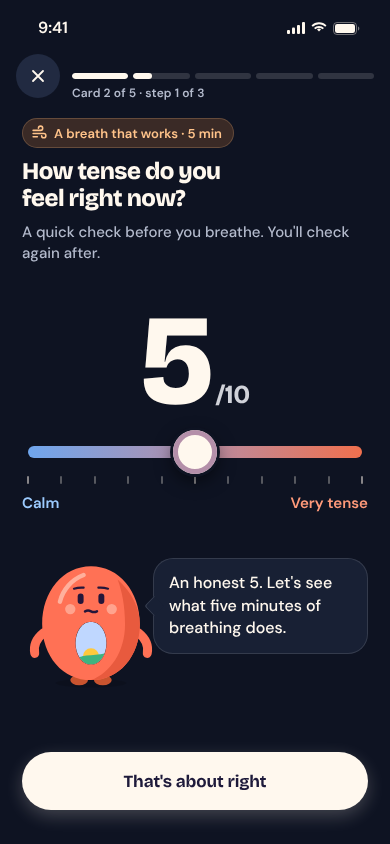 9:41
Card 2 of 5 · step 1 of 3
A breath that works · 5 min
How tense do you
feel right now?
A quick check before you breathe. You'll check
again after.
5/10
Calm
Very tense
An honest 5. Let's see
what five minutes of
breathing does.
That's about right